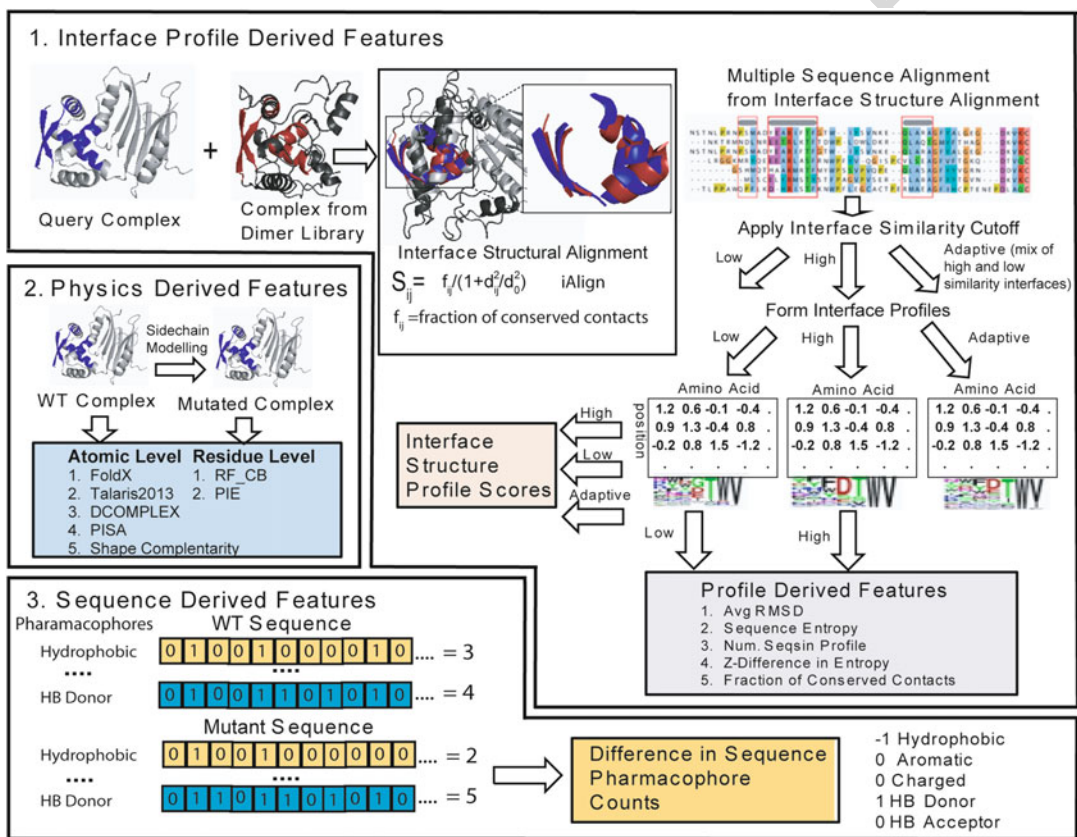 1. Interface Profile Derived Features
Query Complex
+
Complex from
Dimer Library
Interface Structural Alignment
S_ij = f_ij/(1+d_ij^2/d_0^2) iAlign
f_ij =fraction of conserved contacts
Multiple Sequence Alignment
from Interface Structure Alignment
Apply Interface Similarity Cutoff
Low
High
Adaptive (mix of
high and low
similarity interfaces)
Form Interface Profiles
Low
High
Adaptive
Amino Acid
Amino Acid
Amino Acid
position
1.2 0.6 -0.1 -0.4 .
0.9 1.3 -0.4 0.8 .
-0.2 0.8 1.5 -1.2 .
. . . . .
1.2 0.6 -0.1 -0.4 .
0.9 1.3 -0.4 0.8 .
-0.2 0.8 1.5 -1.2 .
. . . . .
1.2 0.6 -0.1 -0.4 .
0.9 1.3 -0.4 0.8 .
-0.2 0.8 1.5 -1.2 .
. . . . .
TWV
DTWV
PTWV
High
Low
Adaptive
Interface
Structure
Profile Scores
Low
High
Profile Derived Features
1. Avg RMSD
2. Sequence Entropy
3. Num. Seqsin Profile
4. Z-Difference in Entropy
5. Fraction of Conserved Contacts
2. Physics Derived Features
Sidechain
Modelling
WT Complex
Mutated Complex
Atomic Level
1. FoldX
2. Talaris2013
3. DCOMPLEX
4. PISA
5. Shape Complentarity
Residue Level
1. RF_CB
2. PIE
3. Sequence Derived Features
Pharamacophores
WT Sequence
Hydrophobic 0 1 0 0 1 0 0 0 0 1 0 .... = 3
.... ....
HB Donor 0 1 0 0 1 1 0 1 0 1 0 .... = 4
Mutant Sequence
Hydrophobic 0 1 0 0 1 0 0 0 0 0 0 .... = 2
.... ....
HB Donor 0 1 1 0 1 1 0 1 0 1 0 .... = 5
Difference in Sequence
Pharmacophore
Counts
-1 Hydrophobic
0 Aromatic
0 Charged
1 HB Donor
0 HB Acceptor